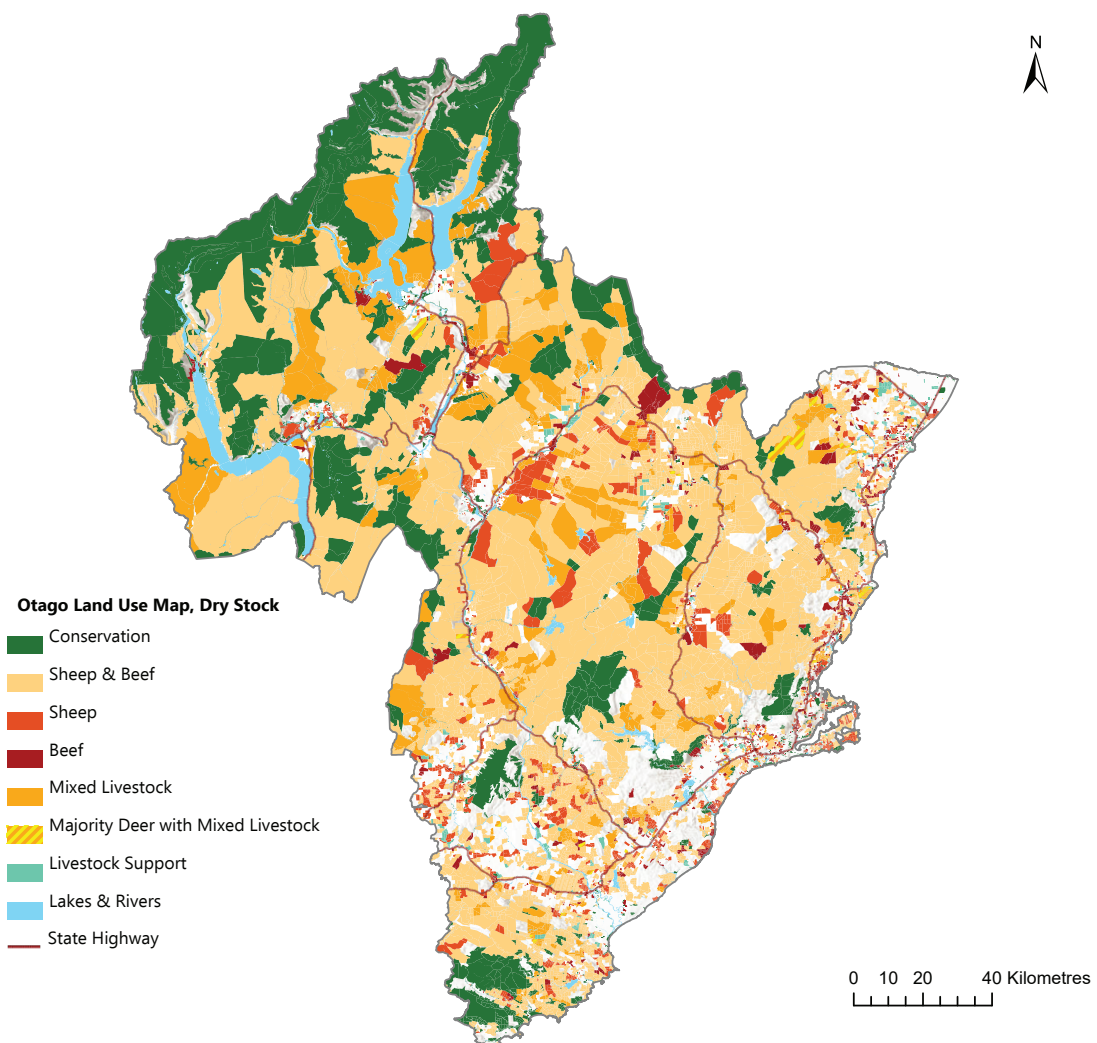 N
Otago Land Use Map, Dry Stock
Conservation
Sheep & Beef
Sheep
Beef
Mixed Livestock
Majority Deer with Mixed Livestock
Livestock Support
Lakes & Rivers
State Highway
0 10 20 40 Kilometres